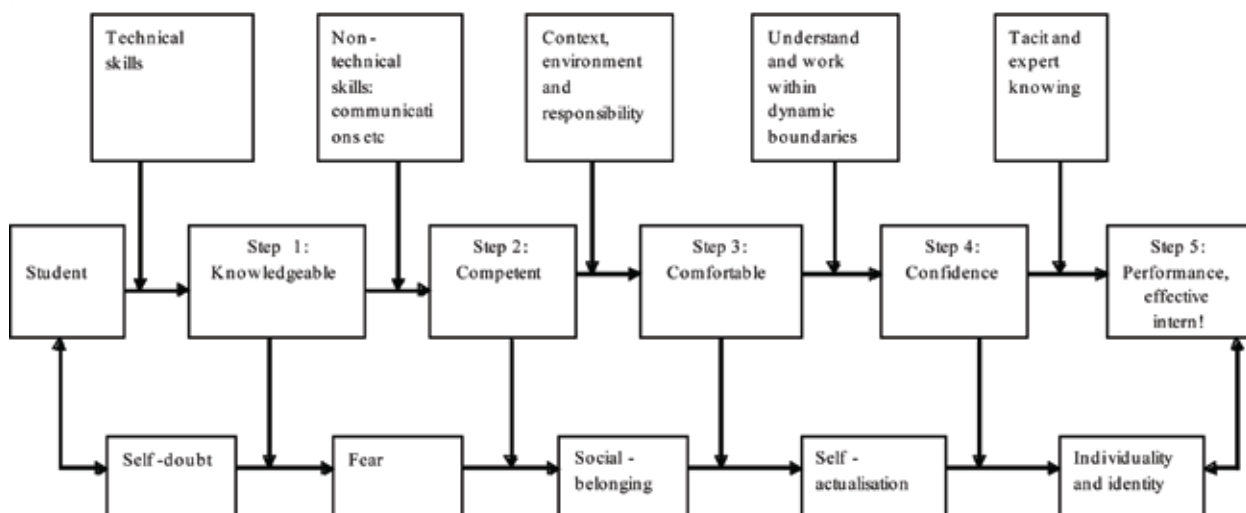 Technical
skills
Non-
technical
skills:
communicati
ons etc
Context,
environment
and
responsibility
Understand
and work
within
dynamic
boundaries
Tacit and
expert
knowing
Student
Step 1:
Knowledgeable
Step 2:
Competent
Step 3:
Comfortable
Step 4:
Confidence
Step 5:
Performance,
effective
intern!
Self-doubt
Fear
Social -
belonging
Self -
actualisation
Individuality
and identity